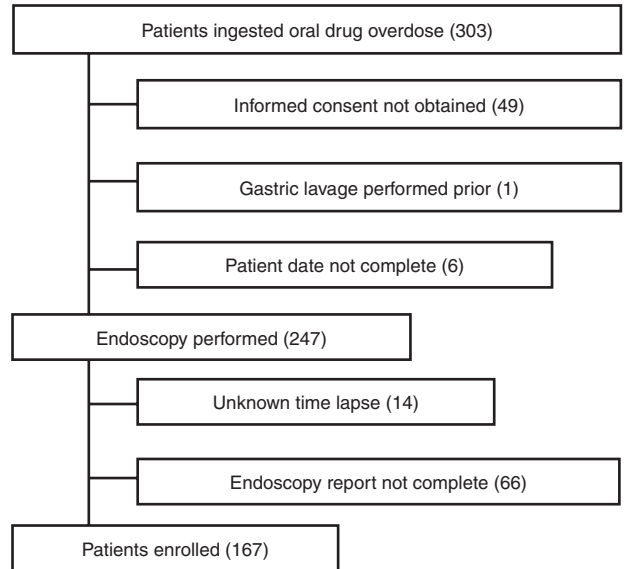 Patients ingested oral drug overdose (303)
Informed consent not obtained (49)
Gastric lavage performed prior (1)
Patient date not complete (6)
Endoscopy performed (247)
Unknown time lapse (14)
Endoscopy report not complete (66)
Patients enrolled (167)